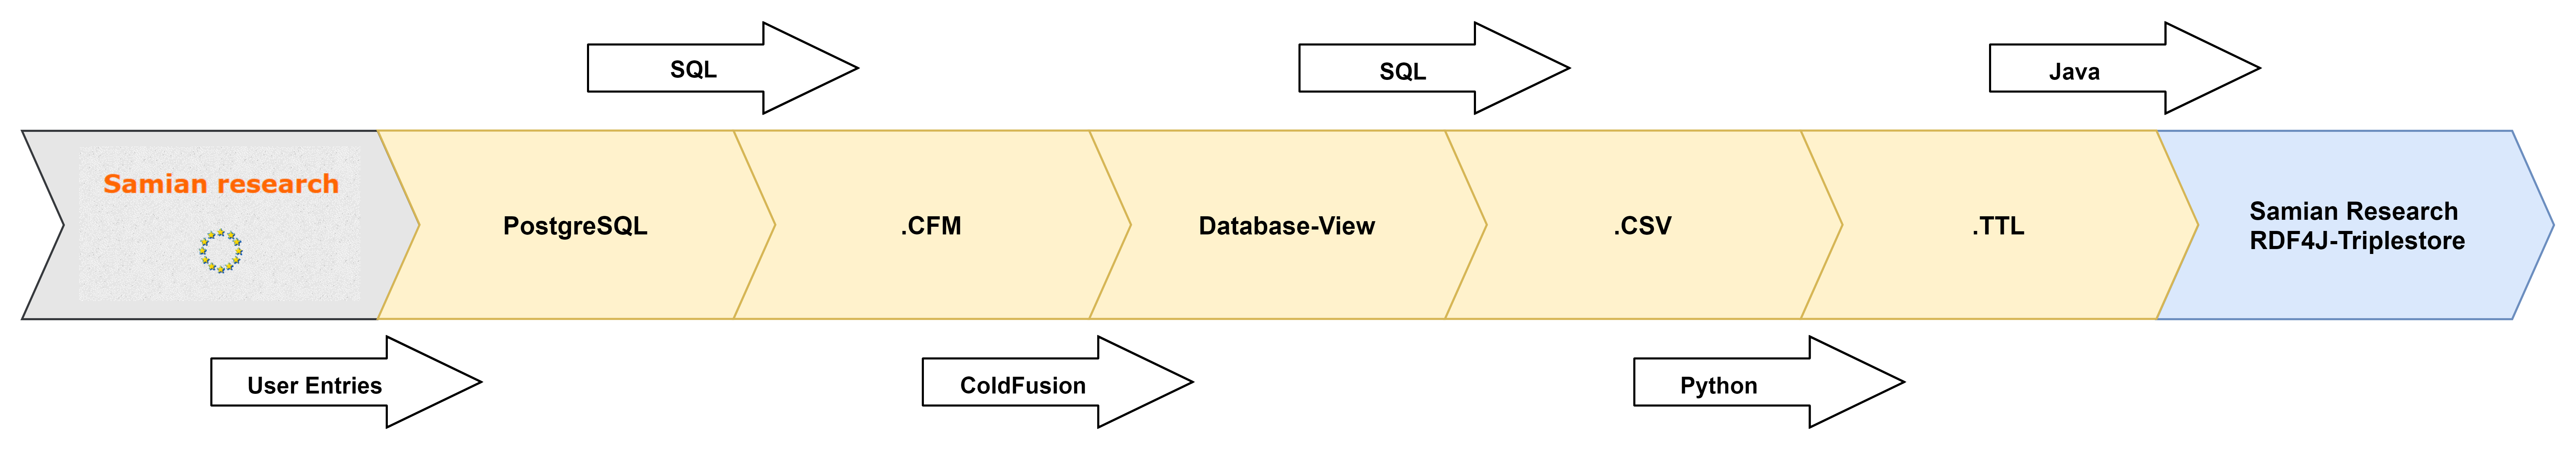 SQL
SQL
Java
Samian research
PostgreSQL
.CFM
Database-View
.CSV
.TTL
Samian Research
RDF4J-Triplestore
User Entries
ColdFusion
Python